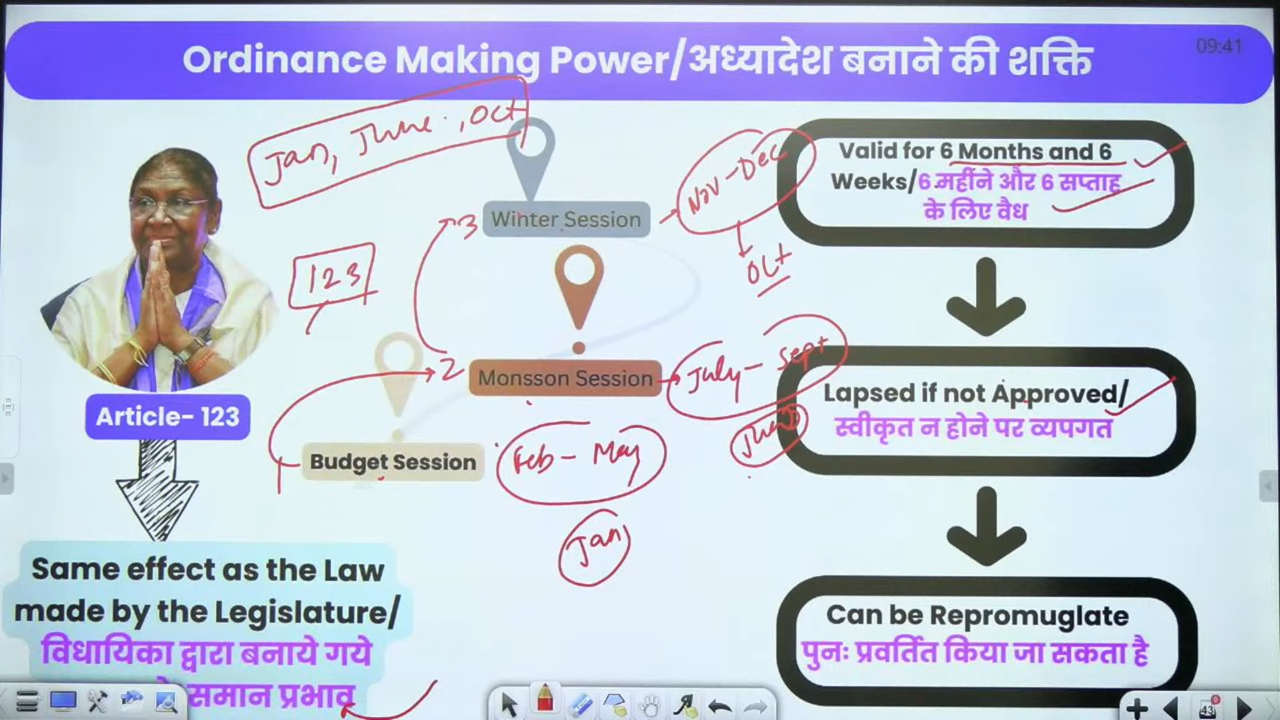 Ordinance Making Power/अध्यादेश बनाने की शक्ति
09:41
Jan, June, Oct
123
Article- 123
Same effect as the Law
made by the Legislature/
विधायिका द्वारा बनाये गये
समान प्रभाव
3
Winter Session
Nov-Dec
Oct
2
Monsson Session
July - Sept
June
1
Budget Session
Feb - May
Jan
Valid for 6 Months and 6
Weeks/6 महींने और 6 सप्ताह
के लिए वैध
Lapsed if not Approved/
स्वीकृत न होने पर व्यपगत
Can be Repromuglate
पुनः प्रवर्तित किया जा सकता है
43